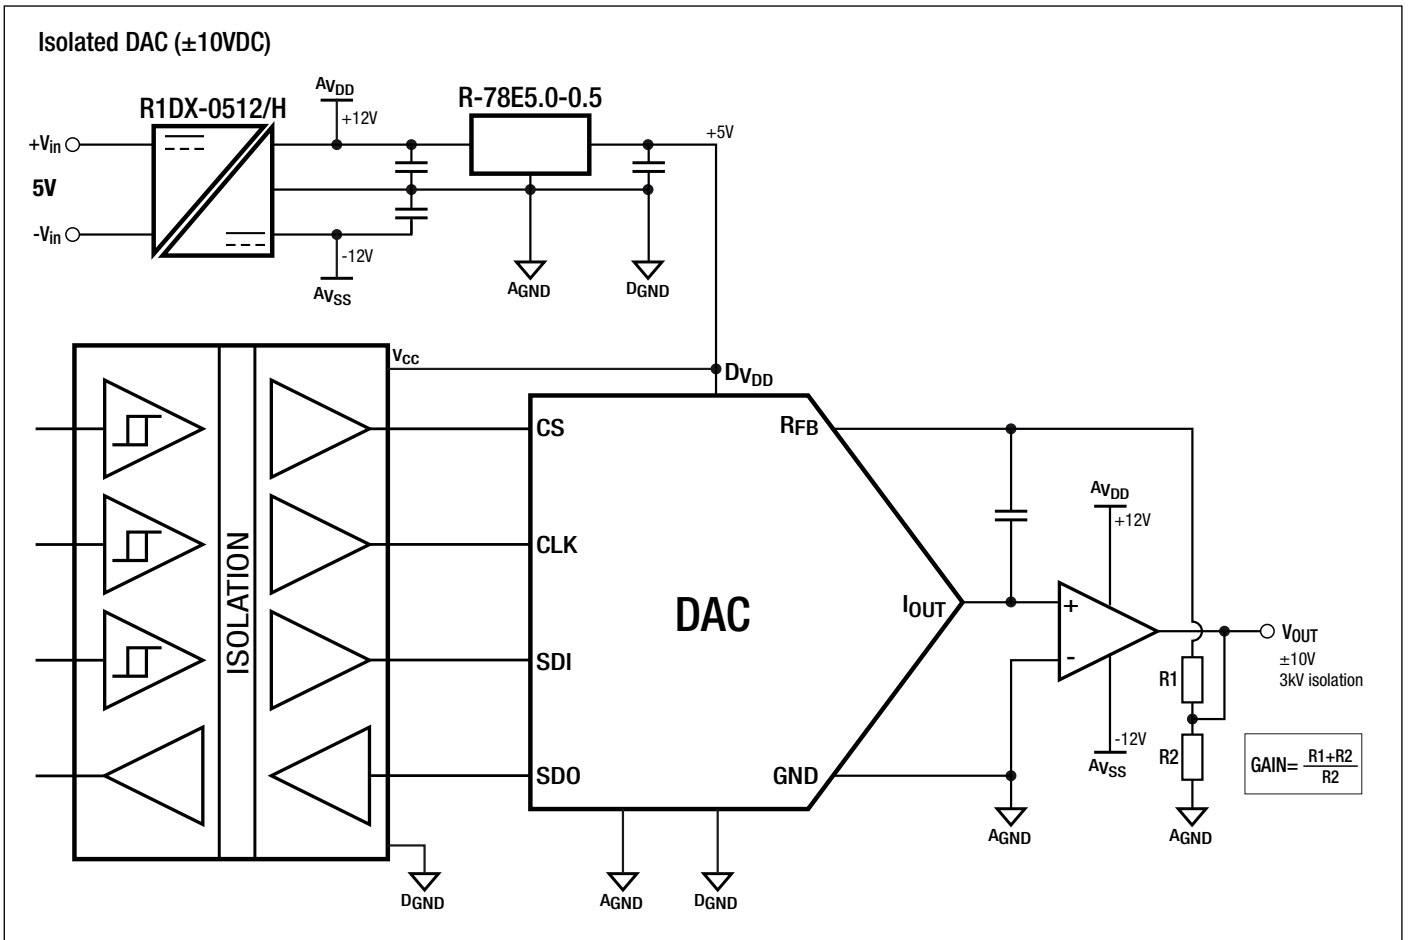 Isolated DAC (±10VDC)
R1DX-0512/H
AVDD
+12V
R-78E5.0-0.5
+5V
+Vin
5V
-Vin
-12V
AVSS
AGND
DGND
VCC
DVDD
ISOLATION
CS
CLK
SDI
SDO
DAC
RFB
IOUT
GND
AVDD
+12V
+
-
-12V
AVSS
VOUT
±10V
3kV isolation
R1
R2
GAIN= R1+R2
R2
AGND
AGND
DGND
AGND
DGND